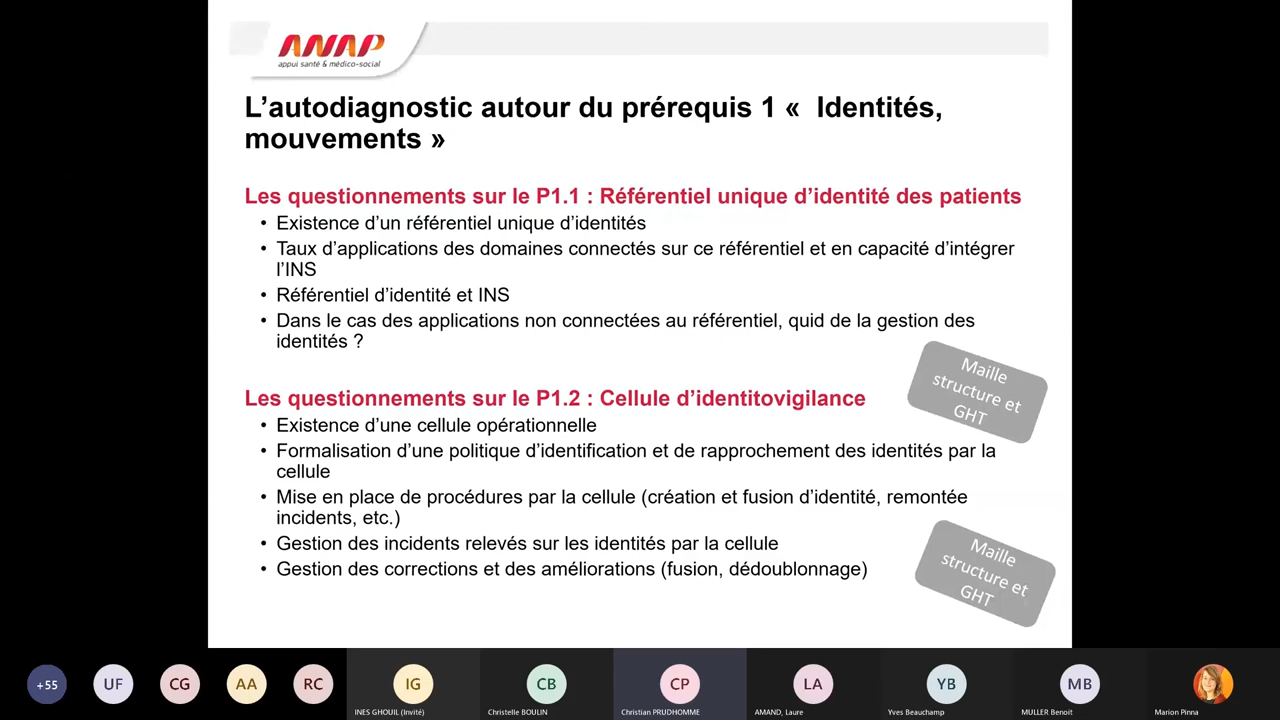 ANAP
appui santé & médico-social
L’autodiagnostic autour du prérequis 1 «  Identités,
mouvements »
Les questionnements sur le P1.1 : Référentiel unique d’identité des patients
• Existence d’un référentiel unique d’identités
• Taux d’applications des domaines connectés sur ce référentiel et en capacité d’intégrer
l’INS
• Référentiel d’identité et INS
• Dans le cas des applications non connectées au référentiel, quid de la gestion des
identités ?
Maille
structure et
GHT
Les questionnements sur le P1.2 : Cellule d’identitovigilance
• Existence d’une cellule opérationnelle
• Formalisation d’une politique d’identification et de rapprochement des identités par la
cellule
• Mise en place de procédures par la cellule (création et fusion d’identité, remontée
incidents, etc.)
• Gestion des incidents relevés sur les identités par la cellule
• Gestion des corrections et des améliorations (fusion, dédoublonnage)
Maille
structure et
GHT
+55 UF CG AA RC IG CB CP LA YB MB
INES GHOUIL (Invité) Christelle BOULIN Christian PRUDHOMME AMAND, Laure Yves Beauchamp MULLER Benoit Marion Pinna